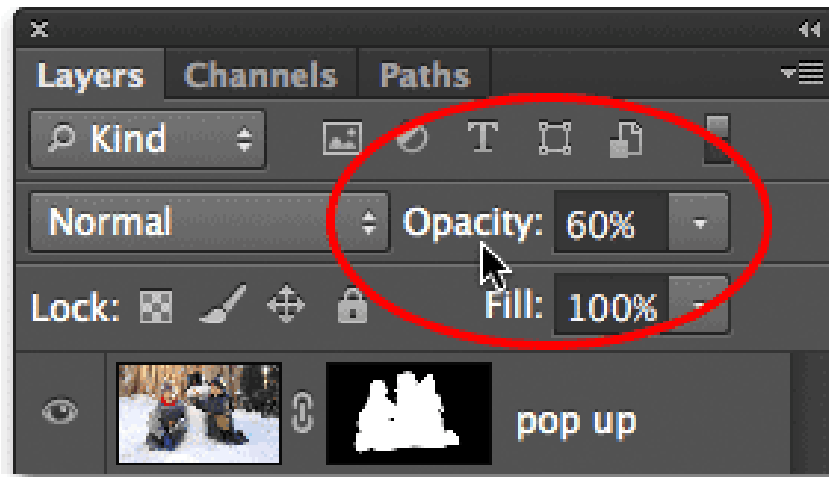 Layers Channels Paths
Kind T
Normal Opacity: 60%
Lock: Fill: 100%
pop up